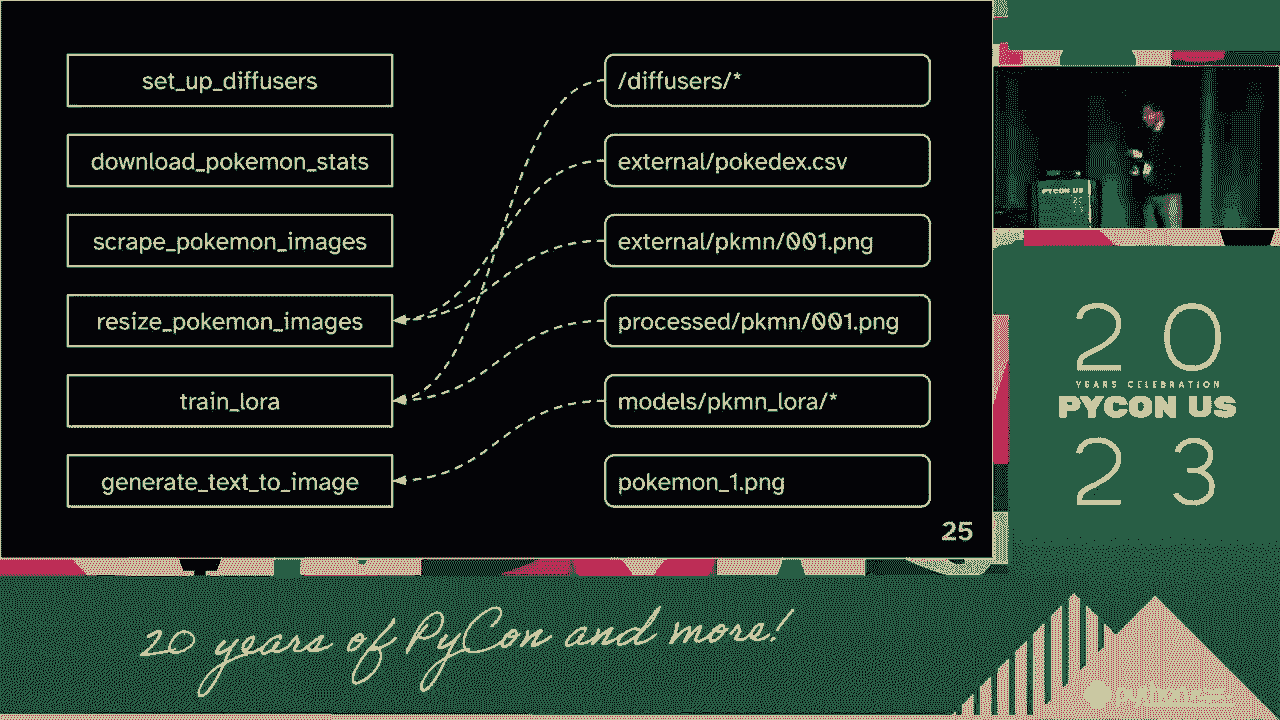 set_up_diffusers
download_pokemon_stats
scrape_pokemon_images
resize_pokemon_images
train_lora
generate_text_to_image
/diffusers/*
external/pokedex.csv
external/pkmn/001.png
processed/pkmn/001.png
models/pkmn_lora/*
pokemon_1.png
25
PYCON US
20
YEARS CELEBRATION
PYCON US
23
20 years of PyCon and more!